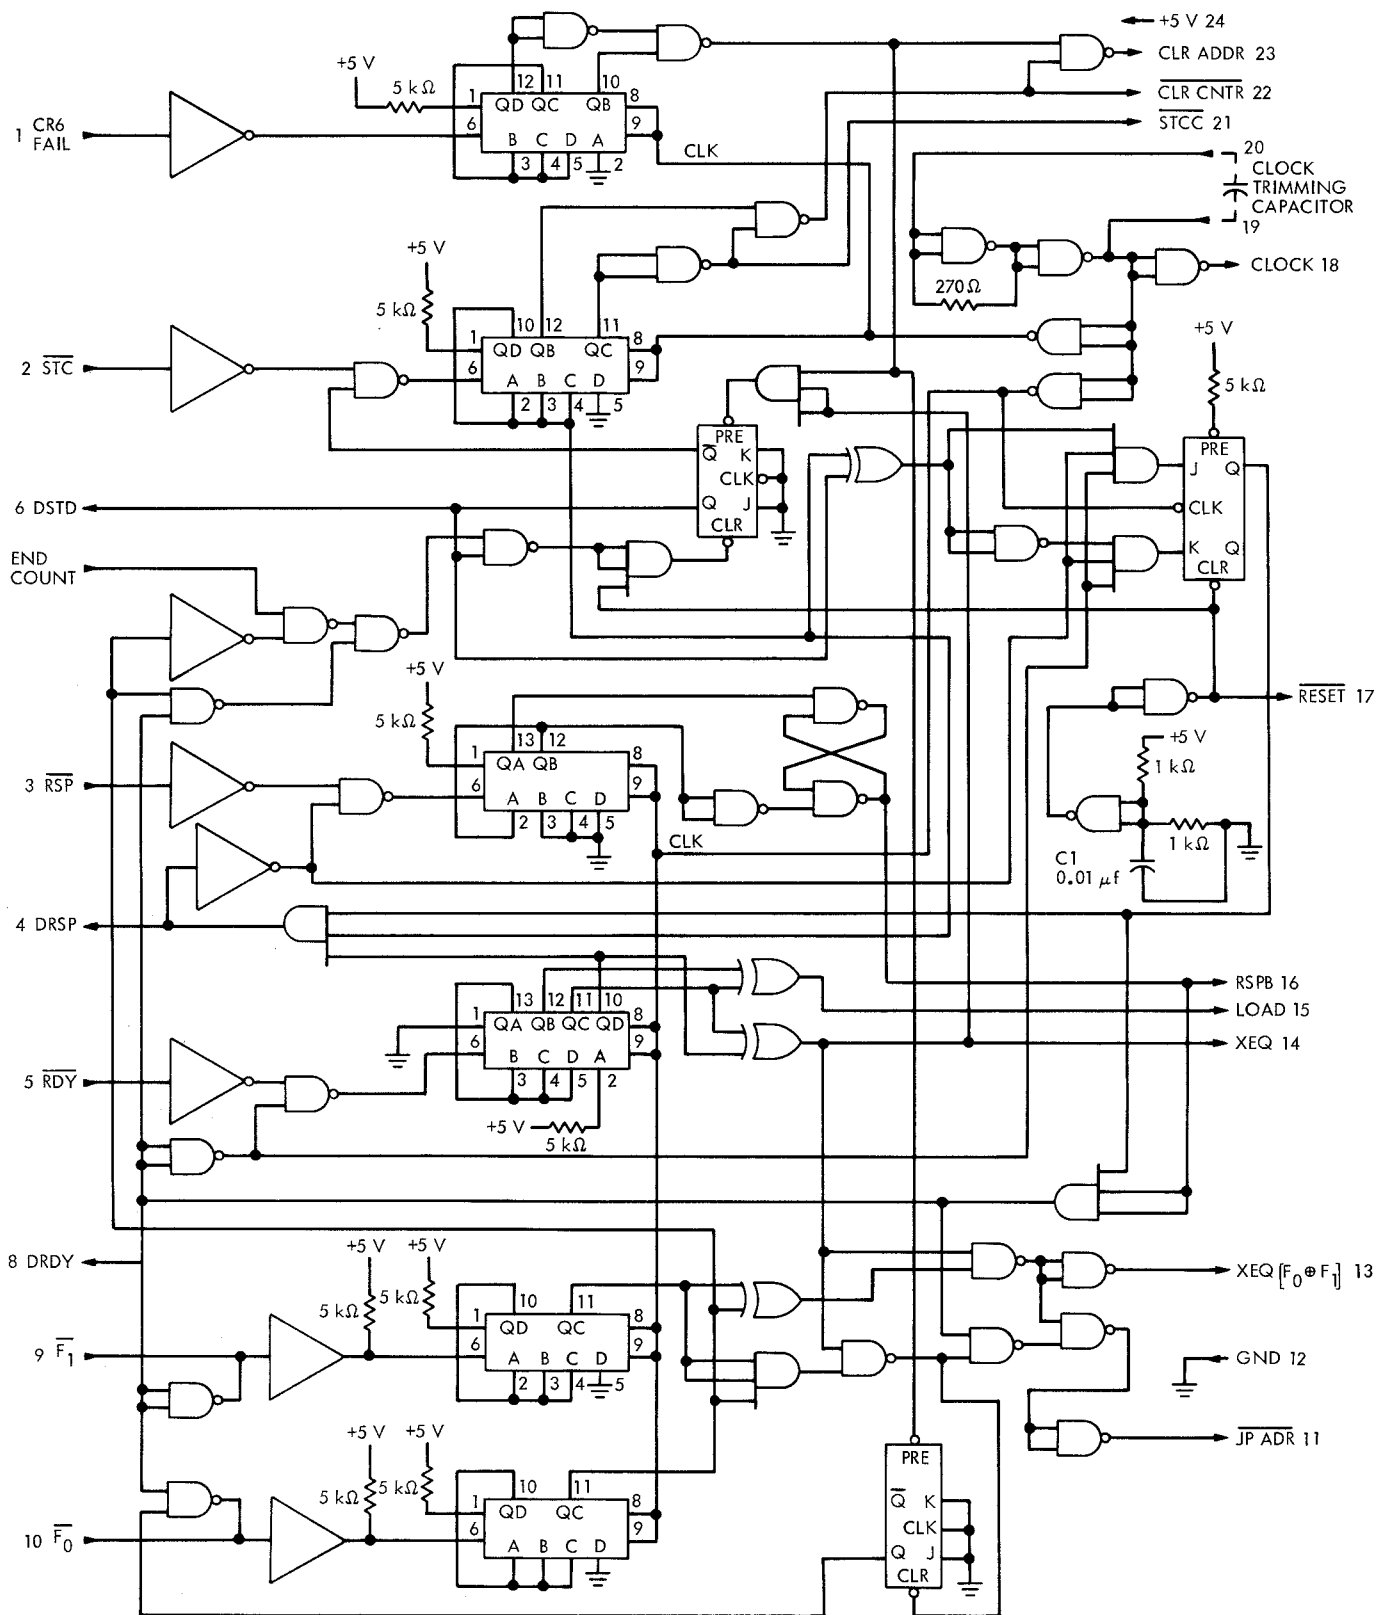 +5 V 24
CLR ADDR 23
CLR CNTR 22
STCC 21
+5 V
5 kΩ
12 11 10
1 QD QC QB 8
6 B C D A 9
3 4 5 2
1 CR6 FAIL
CLK
20
CLOCK TRIMMING CAPACITOR
19
CLOCK 18
270 Ω
+5 V
5 kΩ
10 12 11
1 QD QB QC 8
6 A B C D 9
2 3 4 5
2 STC
+5 V
5 kΩ
PRE
Q K
CLK
Q J
CLR
PRE
J Q
CLK
K Q
CLR
6 DSTD
END COUNT
+5 V
5 kΩ
13 12
1 QA QB 8
6 A B C D 9
2 3 4 5
3 RSP
CLK
RESET 17
+5 V
1 kΩ
1 kΩ
C1
0.01 μf
4 DRSP
RSPB 16
LOAD 15
XEQ 14
13 12 11 10
1 QA QB QC QD 8
6 B C D A 9
3 4 5 2
+5 V
5 kΩ
5 RDY
8 DRDY
+5 V +5 V
5 kΩ 5 kΩ
10 11
1 QD QC 8
6 A B C D 9
2 3 4 5
9 F1
XEQ [F0 ⊕ F1] 13
GND 12
JP ADR 11
+5 V +5 V
5 kΩ 5 kΩ
10 11
1 QD QC 8
6 A B C D 9
10 F0
PRE
Q K
CLK
Q J
CLR